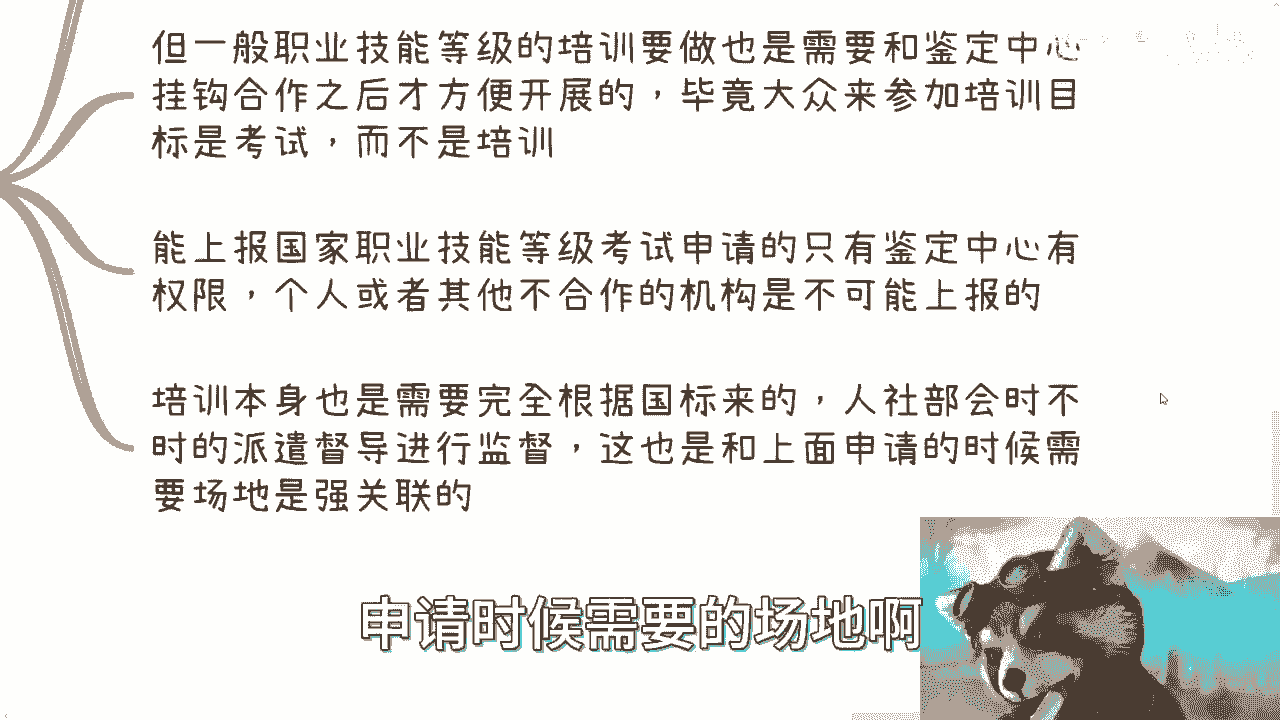 但一般职业技能等级的培训要做也是需要和鉴定中心
挂钩合作之后才方便开展的，毕竟大众来参加培训目
标是考试，而不是培训
能上报国家职业技能等级考试申请的只有鉴定中心有
权限，个人或者其他不合作的机构是不可能上报的
培训本身也是需要完全根据国标来的，人社部会时不
时的派遣督导进行监督，这也是和上面申请的时候需
要场地是强关联的
申请时候需要的场地啊